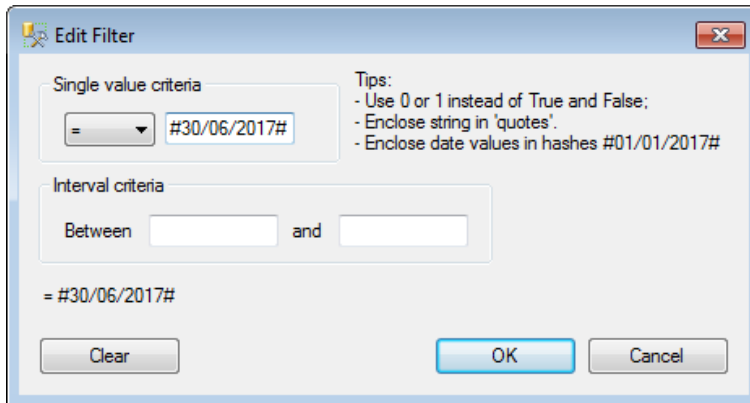 Edit Filter
Single value criteria
= #30/06/2017#
Tips:
- Use 0 or 1 instead of True and False;
- Enclose string in 'quotes'.
- Enclose date values in hashes #01/01/2017#
Interval criteria
Between and
= #30/06/2017#
Clear OK Cancel